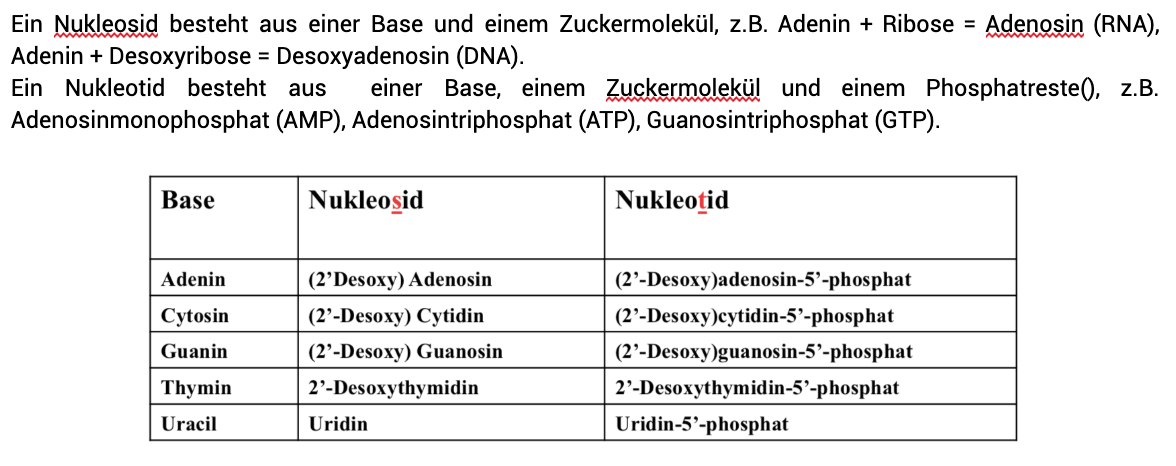 Ein Nukleosid besteht aus einer Base und einem Zuckermolekül, z.B. Adenin + Ribose = Adenosin (RNA),
Adenin + Desoxyribose = Desoxyadenosin (DNA).
Ein Nukleotid besteht aus einer Base, einem Zuckermolekül und einem Phosphatreste(), z.B.
Adenosinmonophosphat (AMP), Adenosintriphosphat (ATP), Guanosintriphosphat (GTP).
Base Nukleosid Nukleotid
Adenin (2’Desoxy) Adenosin (2’-Desoxy)adenosin-5’-phosphat
Cytosin (2’-Desoxy) Cytidin (2’-Desoxy)cytidin-5’-phosphat
Guanin (2’-Desoxy) Guanosin (2’-Desoxy)guanosin-5’-phosphat
Thymin 2’-Desoxythymidin 2’-Desoxythymidin-5’-phosphat
Uracil Uridin Uridin-5’-phosphat